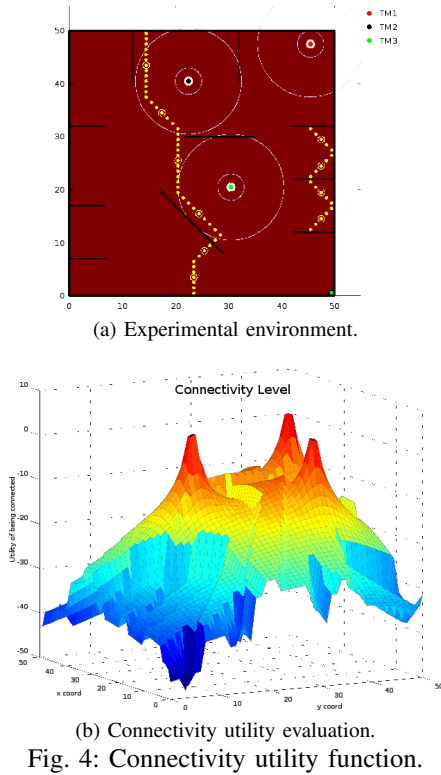 TM1
TM2
TM3
50
40
30
20
10
0
0 10 20 30 40 50
(a) Experimental environment.
Connectivity Level
10
0
-10
-20
-30
-40
-50
Utility of being connected
50 40 30 20 10 0
x coord
0 10 20 30 40 50
y coord
(b) Connectivity utility evaluation.
Fig. 4: Connectivity utility function.